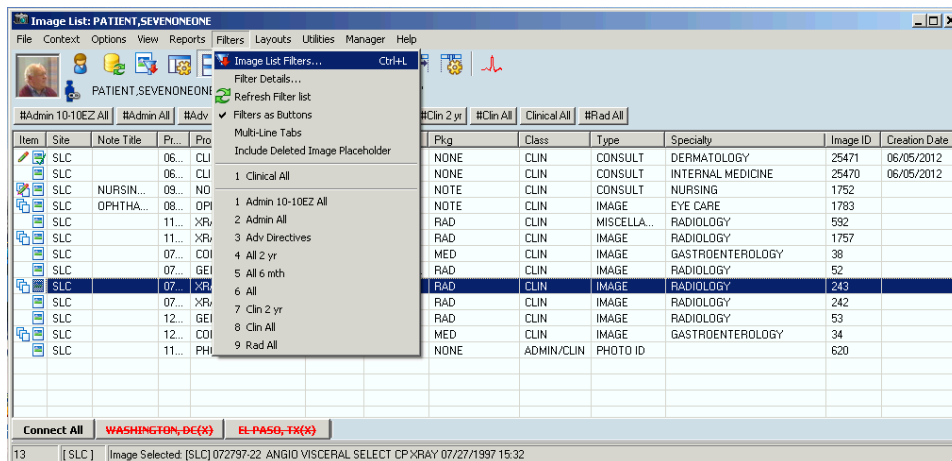 Image List: PATIENT,SEVENONEONE
File Context Options View Reports Filters Layouts Utilities Manager Help
Image List Filters... Ctrl+L
Filter Details...
Refresh Filter list
Filters as Buttons
Multi-Line Tabs
Include Deleted Image Placeholder
1 Clinical All
1 Admin 10-10EZ All
2 Admin All
3 Adv Directives
4 All 2 yr
5 All 6 mth
6 All
7 Clin 2 yr
8 Clin All
9 Rad All
PATIENT,SEVENONEONE
#Admin 10-10EZ All #Admin All #Adv #Clin 2 yr #Clin All Clinical All #Rad All
Item Site Note Title Pr... Pro Pkg Class Type Specialty Image ID Creation Date
SLC 06... CLI NONE CLIN CONSULT DERMATOLOGY 25471 06/05/2012
SLC 06... CLI NONE CLIN CONSULT INTERNAL MEDICINE 25470 06/05/2012
SLC NURSIN... 09... NO NOTE CLIN CONSULT NURSING 1752
SLC OPHTHA... 08... OPI NOTE CLIN IMAGE EYE CARE 1783
SLC 11... XR RAD CLIN MISCELLA... RADIOLOGY 592
SLC 11... XR RAD CLIN IMAGE RADIOLOGY 1757
SLC 07... COI MED CLIN IMAGE GASTROENTEROLOGY 38
SLC 07... GEI RAD CLIN IMAGE RADIOLOGY 52
SLC 07... XR RAD CLIN IMAGE RADIOLOGY 243
SLC 07... XR RAD CLIN IMAGE RADIOLOGY 242
SLC 12... GEI RAD CLIN IMAGE RADIOLOGY 53
SLC 12... COI MED CLIN IMAGE GASTROENTEROLOGY 34
SLC 11... PHI NONE ADMIN/CLIN PHOTO ID 620
Connect All WASHINGTON, DC(X) EL PASO, TX(X)
13 [ SLC ] Image Selected: [SLC] 072797-22 ANGIO VISCERAL SELECT CP XRAY 07/27/1997 15:32